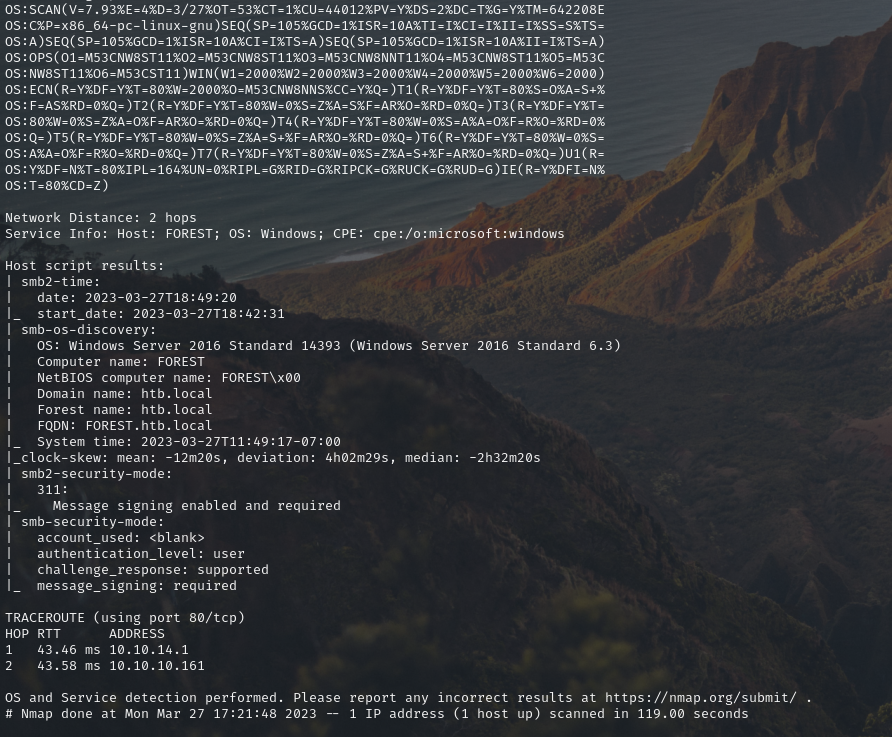 OS:SCAN(V=7.93%E=4%D=3/27%OT=53%CT=1%CU=44012%PV=Y%DS=2%DC=T%G=Y%TM=642208E
OS:C%P=x86_64-pc-linux-gnu)SEQ(SP=105%GCD=1%ISR=10A%TI=I%CI=I%II=I%SS=S%TS=
OS:A)SEQ(SP=105%GCD=1%ISR=10A%CI=I%TS=A)SEQ(SP=105%GCD=1%ISR=10A%II=I%TS=A)
OS:OPS(O1=M53CNW8ST11%O2=M53CNW8ST11%O3=M53CNW8NNT11%O4=M53CNW8ST11%O5=M53C
OS:NW8ST11%O6=M53CST11)WIN(W1=2000%W2=2000%W3=2000%W4=2000%W5=2000%W6=2000)
OS:ECN(R=Y%DF=Y%T=80%W=2000%O=M53CNW8NNS%CC=Y%Q=)T1(R=Y%DF=Y%T=80%S=O%A=S+%
OS:F=AS%RD=0%Q=)T2(R=Y%DF=Y%T=80%W=0%S=Z%A=S%F=AR%O=%RD=0%Q=)T3(R=Y%DF=Y%T=
OS:80%W=0%S=Z%A=O%F=AR%O=%RD=0%Q=)T4(R=Y%DF=Y%T=80%W=0%S=A%A=O%F=R%O=%RD=0%
OS:Q=)T5(R=Y%DF=Y%T=80%W=0%S=Z%A=S+%F=AR%O=%RD=0%Q=)T6(R=Y%DF=Y%T=80%W=0%S=
OS:A%A=O%F=R%O=%RD=0%Q=)T7(R=Y%DF=Y%T=80%W=0%S=Z%A=S+%F=AR%O=%RD=0%Q=)U1(R=
OS:Y%DF=N%T=80%IPL=164%UN=0%RIPL=G%RID=G%RIPCK=G%RUCK=G%RUD=G)IE(R=Y%DFI=N%
OS:T=80%CD=Z)

Network Distance: 2 hops
Service Info: Host: FOREST; OS: Windows; CPE: cpe:/o:microsoft:windows

Host script results:
| smb2-time:
|   date: 2023-03-27T18:49:20
|_  start_date: 2023-03-27T18:42:31
| smb-os-discovery:
|   OS: Windows Server 2016 Standard 14393 (Windows Server 2016 Standard 6.3)
|   Computer name: FOREST
|   NetBIOS computer name: FOREST\x00
|   Domain name: htb.local
|   Forest name: htb.local
|   FQDN: FOREST.htb.local
|_  System time: 2023-03-27T11:49:17-07:00
|_clock-skew: mean: -12m20s, deviation: 4h02m29s, median: -2h32m20s
| smb2-security-mode:
|   311:
|_    Message signing enabled and required
| smb-security-mode:
|   account_used: <blank>
|   authentication_level: user
|   challenge_response: supported
|_  message_signing: required

TRACEROUTE (using port 80/tcp)
HOP RTT      ADDRESS
1   43.46 ms 10.10.14.1
2   43.58 ms 10.10.10.161

OS and Service detection performed. Please report any incorrect results at https://nmap.org/submit/ .
# Nmap done at Mon Mar 27 17:21:48 2023 -- 1 IP address (1 host up) scanned in 119.00 seconds